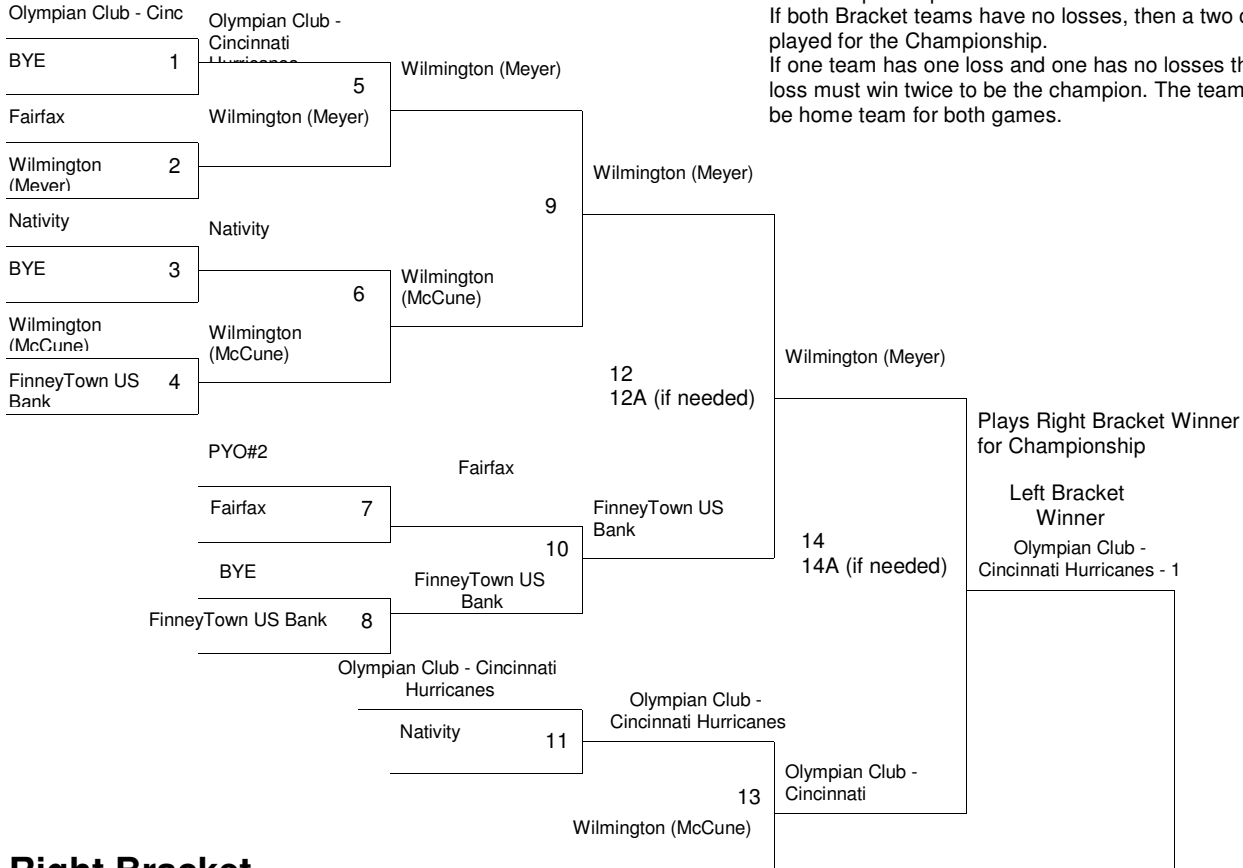 Olympian Club - Cinc
BYE 1
Fairfax
Wilmington 2
(Meyer)
Nativity
BYE 3
Wilmington
(McCune)
FinneyTown US 4
Bank
Olympian Club -
Cincinnati
Hurricanes
5
Wilmington (Meyer)
Nativity
6
Wilmington
(McCune)
PYO#2
Fairfax 7
BYE
FinneyTown US Bank 8
Wilmington (Meyer)
9
Wilmington
(McCune)
Fairfax
10
FinneyTown US
Bank
Olympian Club - Cincinnati
Hurricanes
Nativity 11
Wilmington (Meyer)
12
12A (if needed)
FinneyTown US
Bank
Olympian Club -
Cincinnati Hurricanes
13
Wilmington (McCune)
If both Bracket teams have no losses, then a two
played for the Championship.
If one team has one loss and one has no losses
loss must win twice to be the champion. The team
be home team for both games.
Wilmington (Meyer)
14
14A (if needed)
Olympian Club -
Cincinnati
Plays Right Bracket Winner
for Championship
Left Bracket
Winner
Olympian Club -
Cincinnati Hurricanes - 1
Right Bracket